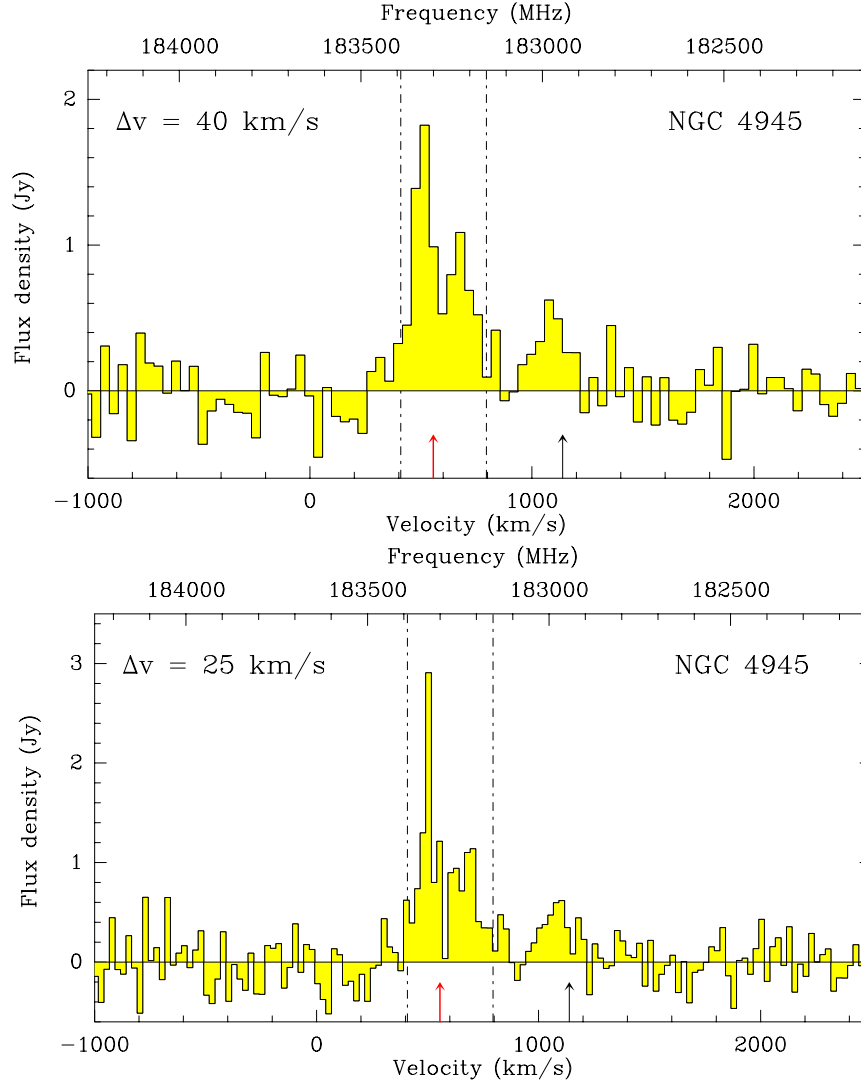 Frequency (MHz)
184000 183500 183000 182500
Δv = 40 km/s NGC 4945
2
1
0
Flux density (Jy)
−1000 0 1000 2000
Velocity (km/s)
Frequency (MHz)
184000 183500 183000 182500
Δv = 25 km/s NGC 4945
3
2
1
0
Flux density (Jy)
−1000 0 1000 2000
Velocity (km/s)